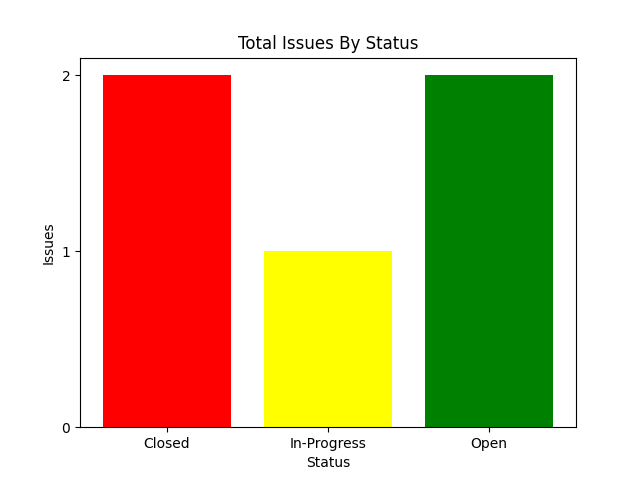 Total Issues By Status
2
1
0
Issues
Closed In-Progress Open
Status